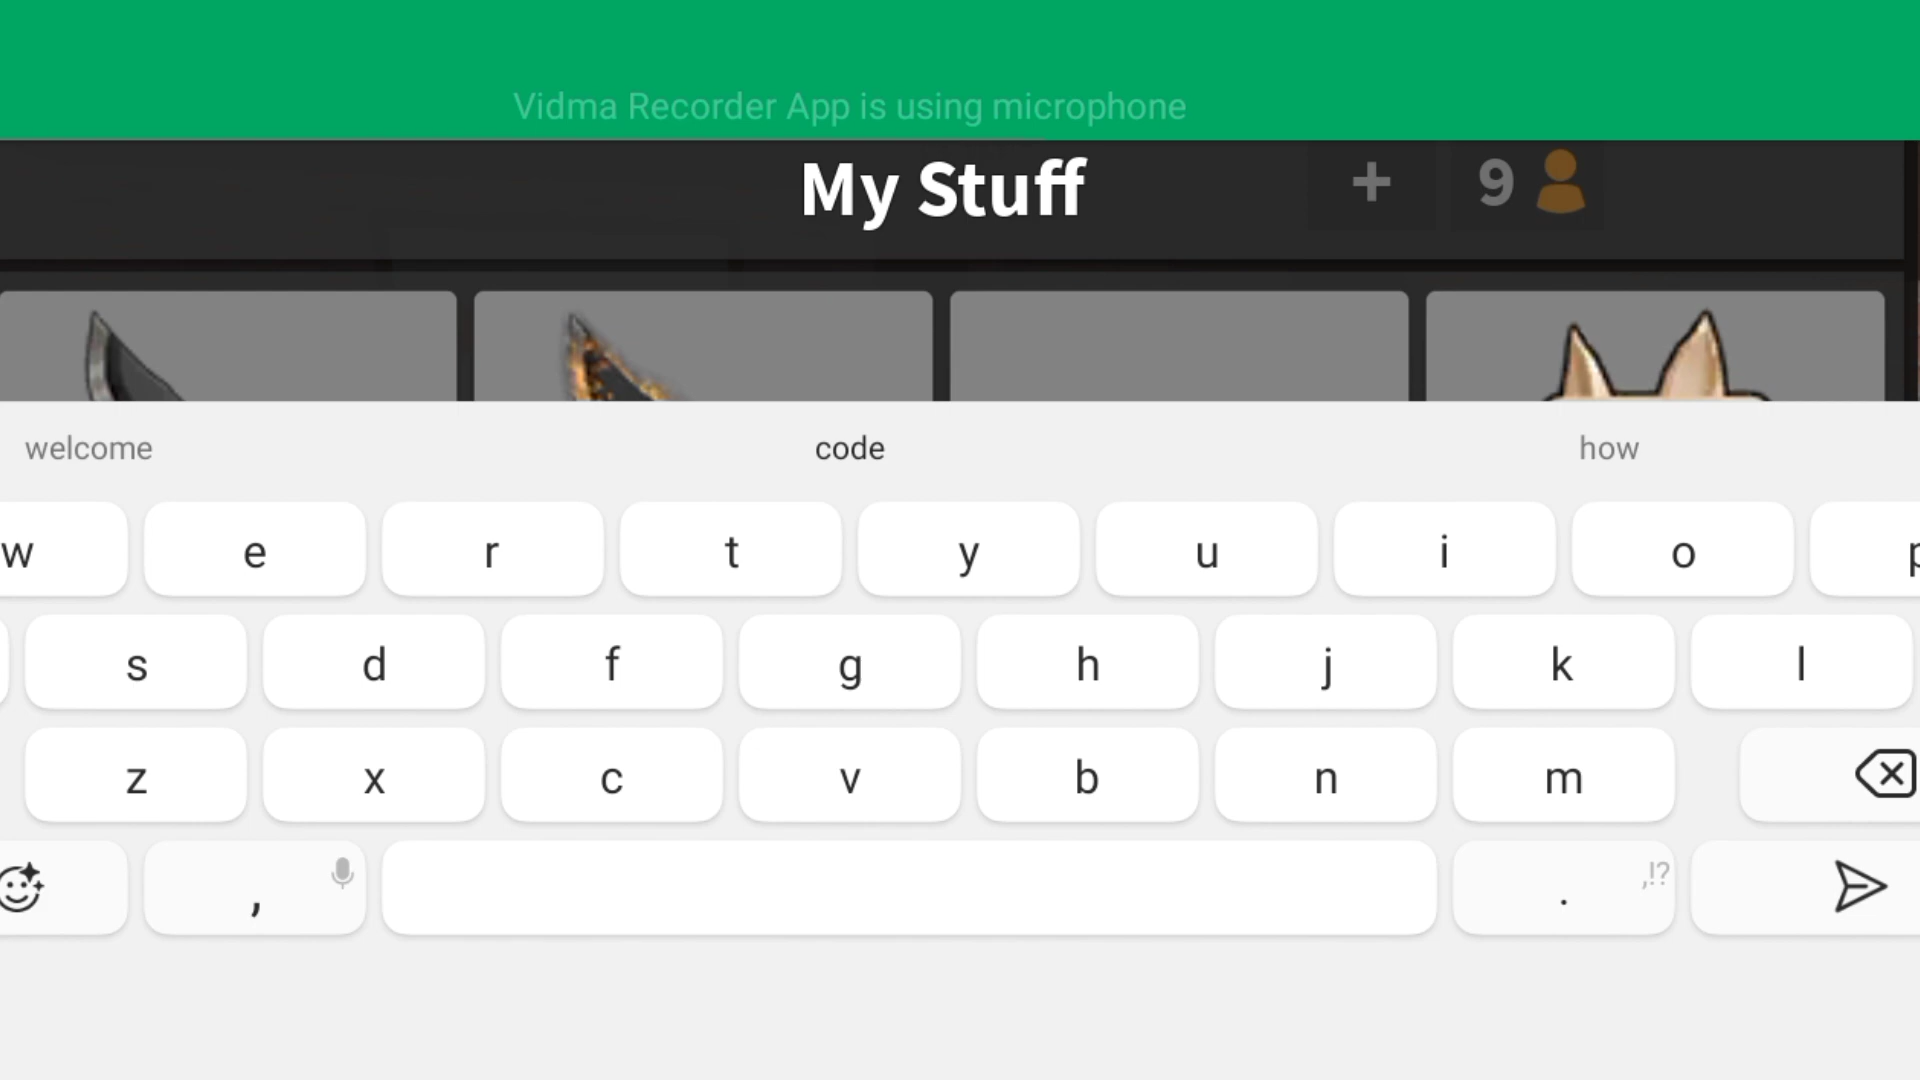 Vidma Recorder App is using microphone
My Stuff + 9
welcome code how
w e r t y u i o p
s d f g h j k l
z x c v b n m
, . ,!?